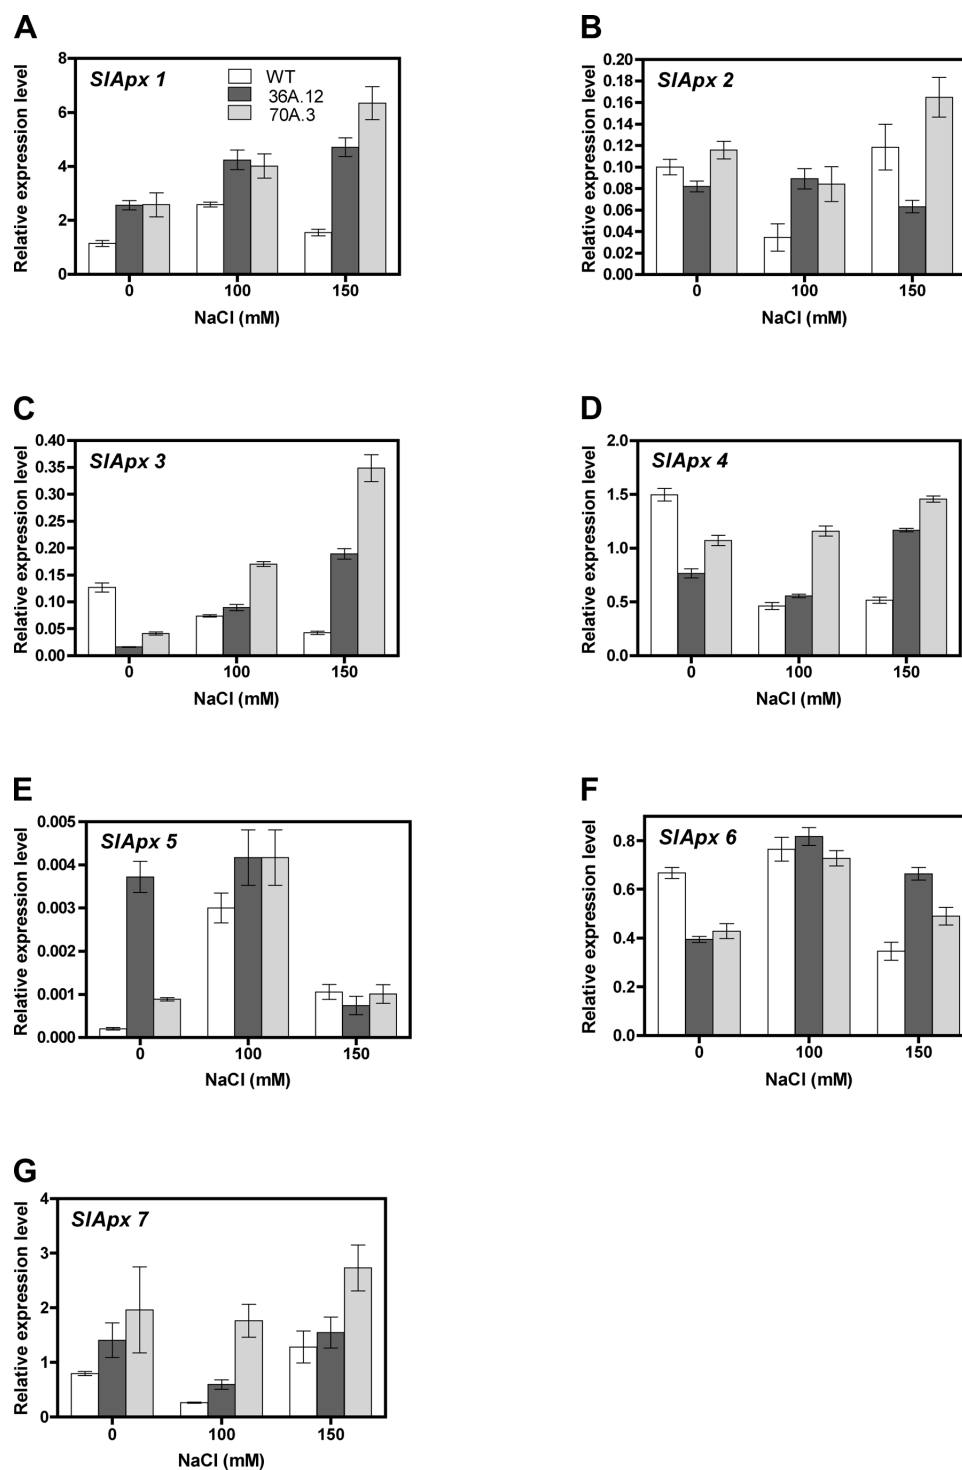 A
Relative expression level
8
6
4
2
0
SlApx 1
WT
36A.12
70A.3
0 100 150
NaCl (mM)
B
Relative expression level
0.20
0.18
0.16
0.14
0.12
0.10
0.08
0.06
0.04
0.02
0.00
SlApx 2
0 100 150
NaCl (mM)
C
Relative expression level
0.40
0.35
0.30
0.25
0.20
0.15
0.10
0.05
0.00
SlApx 3
0 100 150
NaCl (mM)
D
Relative expression level
2.0
1.5
1.0
0.5
0.0
SlApx 4
0 100 150
NaCl (mM)
E
Relative expression level
0.005
0.004
0.003
0.002
0.001
0.000
SlApx 5
0 100 150
NaCl (mM)
F
Relative expression level
0.8
0.6
0.4
0.2
0.0
SlApx 6
0 100 150
NaCl (mM)
G
Relative expression level
4
3
2
1
0
SlApx 7
0 100 150
NaCl (mM)